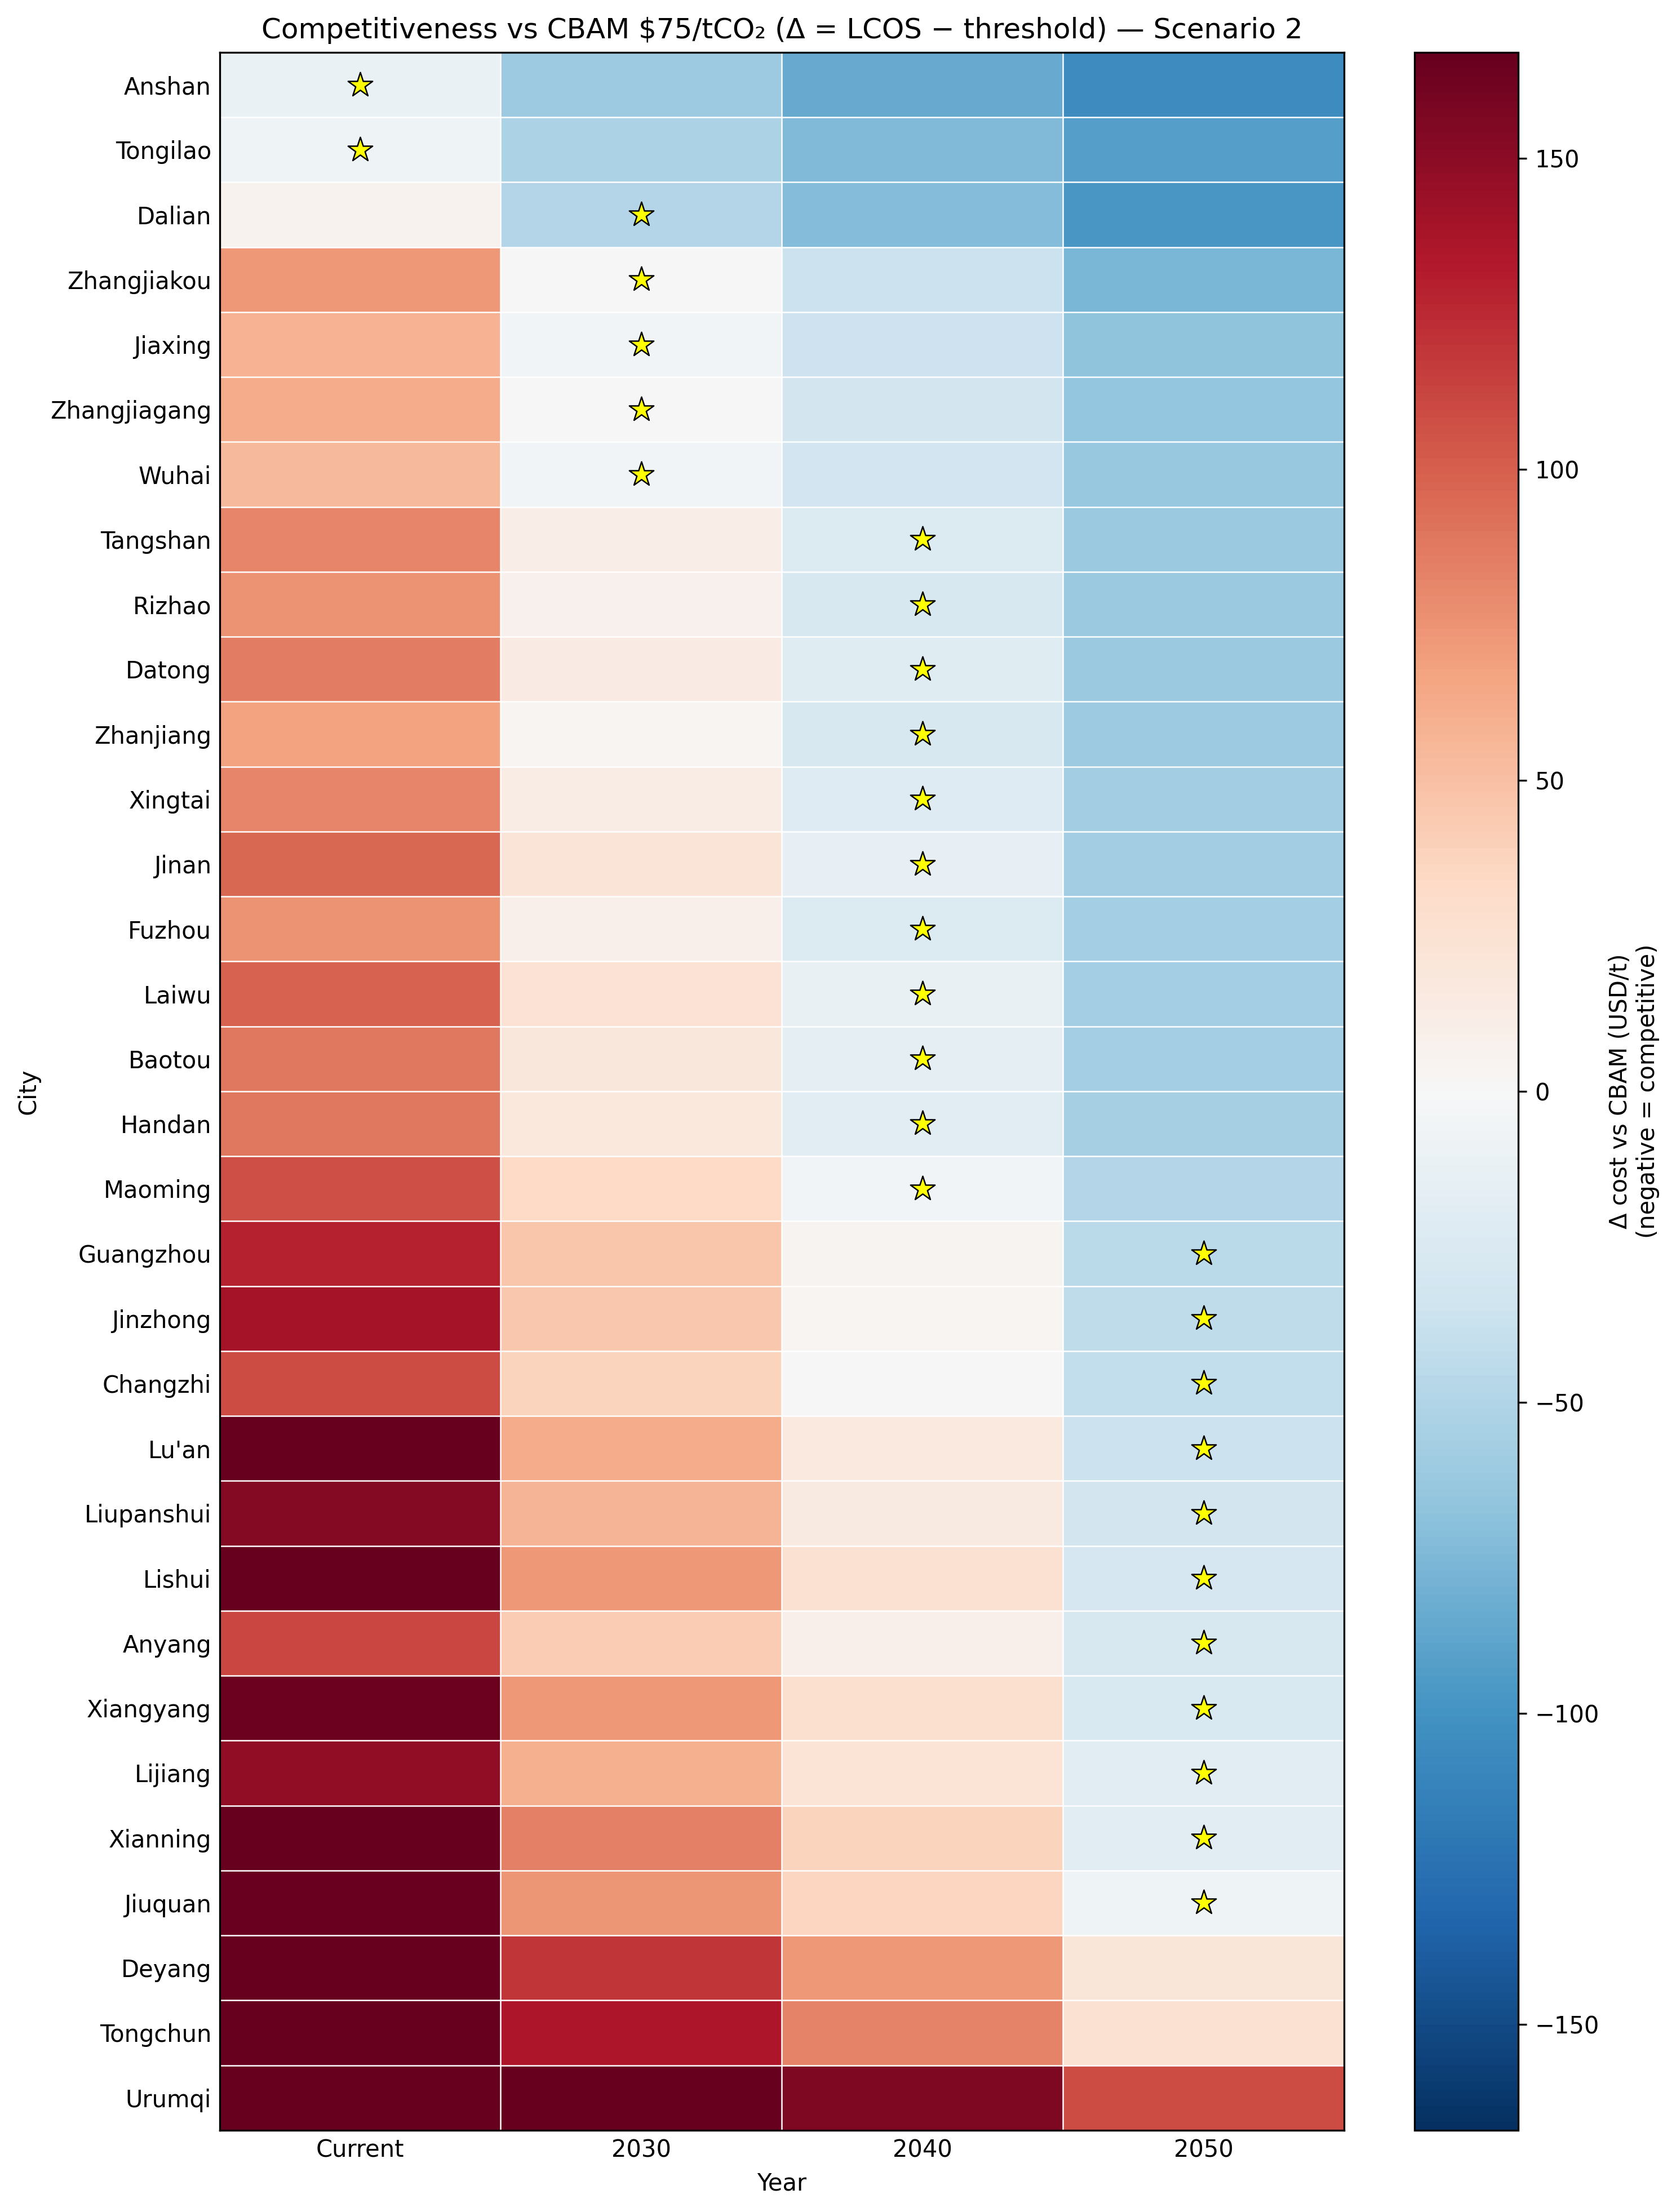 Competitiveness vs CBAM $75/tCO₂ (Δ = LCOS − threshold) — Scenario 2
City
Anshan
Tongilao
Dalian
Zhangjiakou
Jiaxing
Zhangjiagang
Wuhai
Tangshan
Rizhao
Datong
Zhanjiang
Xingtai
Jinan
Fuzhou
Laiwu
Baotou
Handan
Maoming
Guangzhou
Jinzhong
Changzhi
Lu'an
Liupanshui
Lishui
Anyang
Xiangyang
Lijiang
Xianning
Jiuquan
Deyang
Tongchun
Urumqi
Current
2030
2040
2050
Year
150
100
50
0
−50
−100
−150
Δ cost vs CBAM (USD/t)
(negative = competitive)